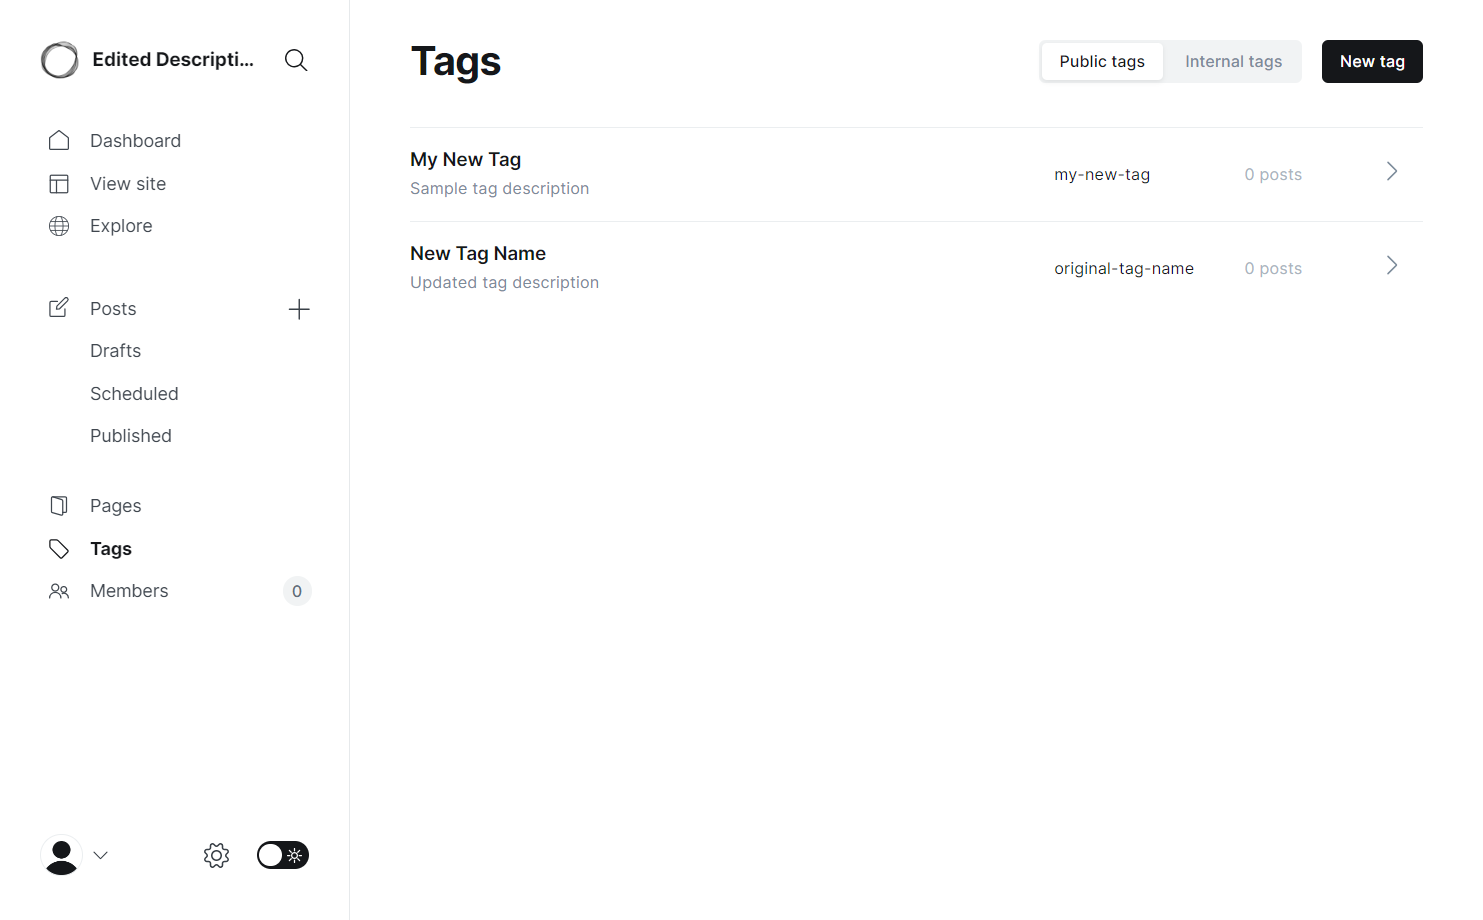 Edited Descripti...
Dashboard
View site
Explore
Posts
Drafts
Scheduled
Published
Pages
Tags
Members 0
Tags
Public tags Internal tags New tag
My New Tag
Sample tag description
my-new-tag 0 posts
New Tag Name
Updated tag description
original-tag-name 0 posts